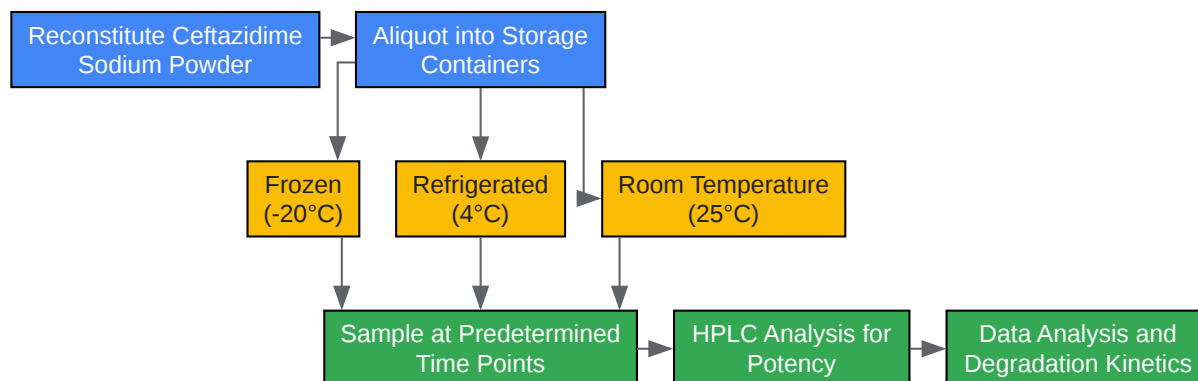 Reconstitute Ceftazidime
Sodium Powder
Aliquot into Storage
Containers
Frozen
(-20°C)
Refrigerated
(4°C)
Room Temperature
(25°C)
Sample at Predetermined
Time Points
HPLC Analysis for
Potency
Data Analysis and
Degradation Kinetics